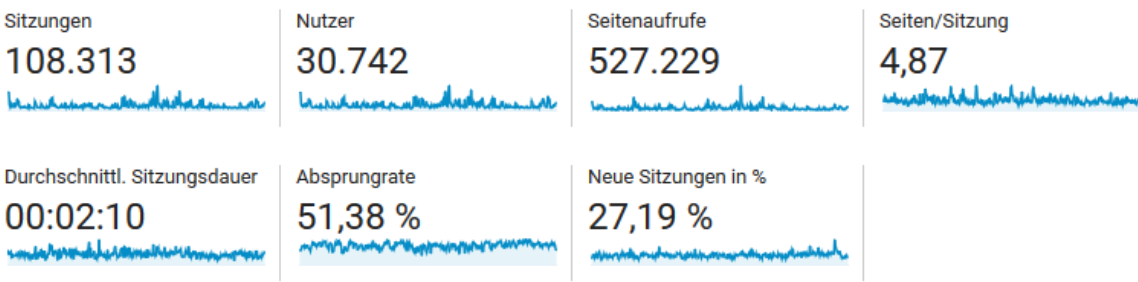 Sitzungen
108.313
Nutzer
30.742
Seitenaufrufe
527.229
Seiten/Sitzung
4,87
Durchschnittl. Sitzungsdauer
00:02:10
Absprungrate
51,38 %
Neue Sitzungen in %
27,19 %